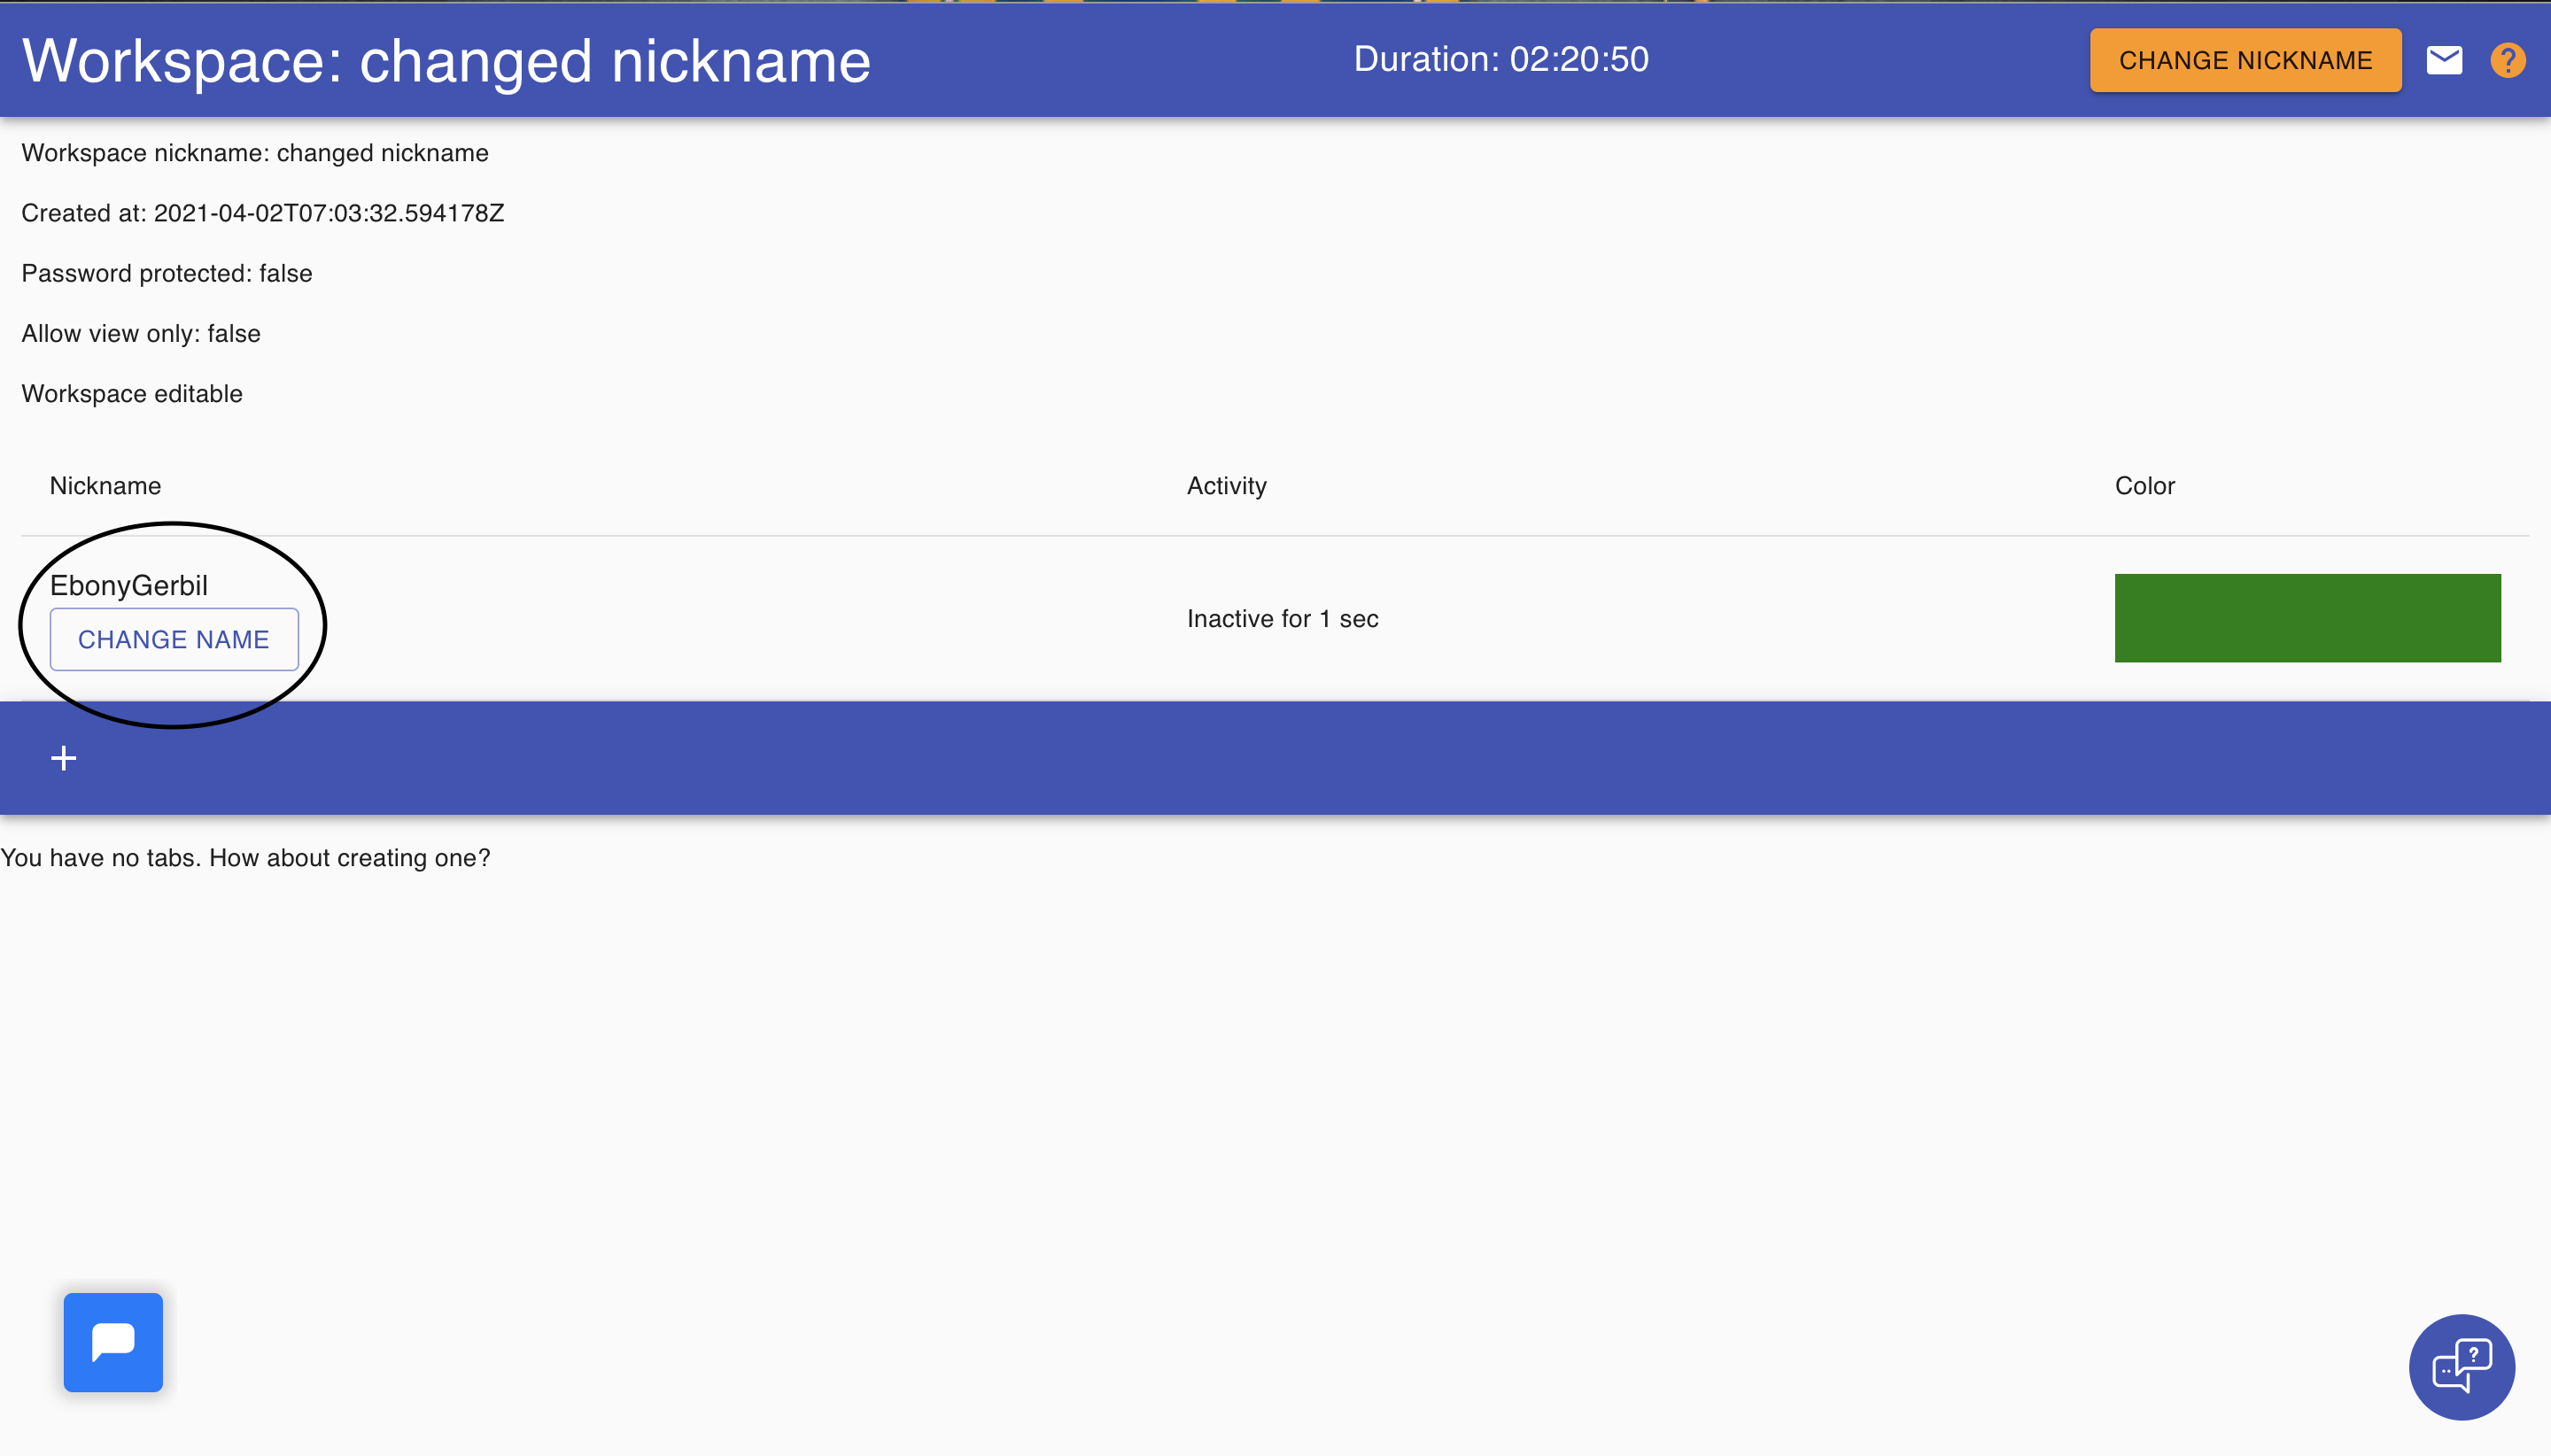 Workspace: changed nickname
Duration: 02:20:50
CHANGE NICKNAME
?
Workspace nickname: changed nickname
Created at: 2021-04-02T07:03:32.594178Z
Password protected: false
Allow view only: false
Workspace editable
Nickname Activity Color
EbonyGerbil
CHANGE NAME
Inactive for 1 sec
+
You have no tabs. How about creating one?
?